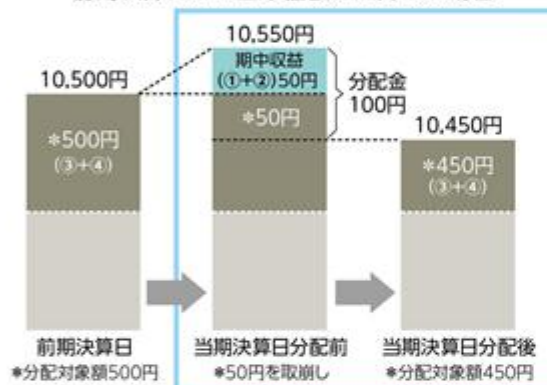 10,550円
期中収益
(①+②)50円
10,500円
分配金
100円
*500円
(③+④)
*50円
10,450円
*450円
(③+④)
前期決算日
当期決算日分配前
当期決算日分配後
*分配対象額500円
*50円を取崩し
*分配対象額450円